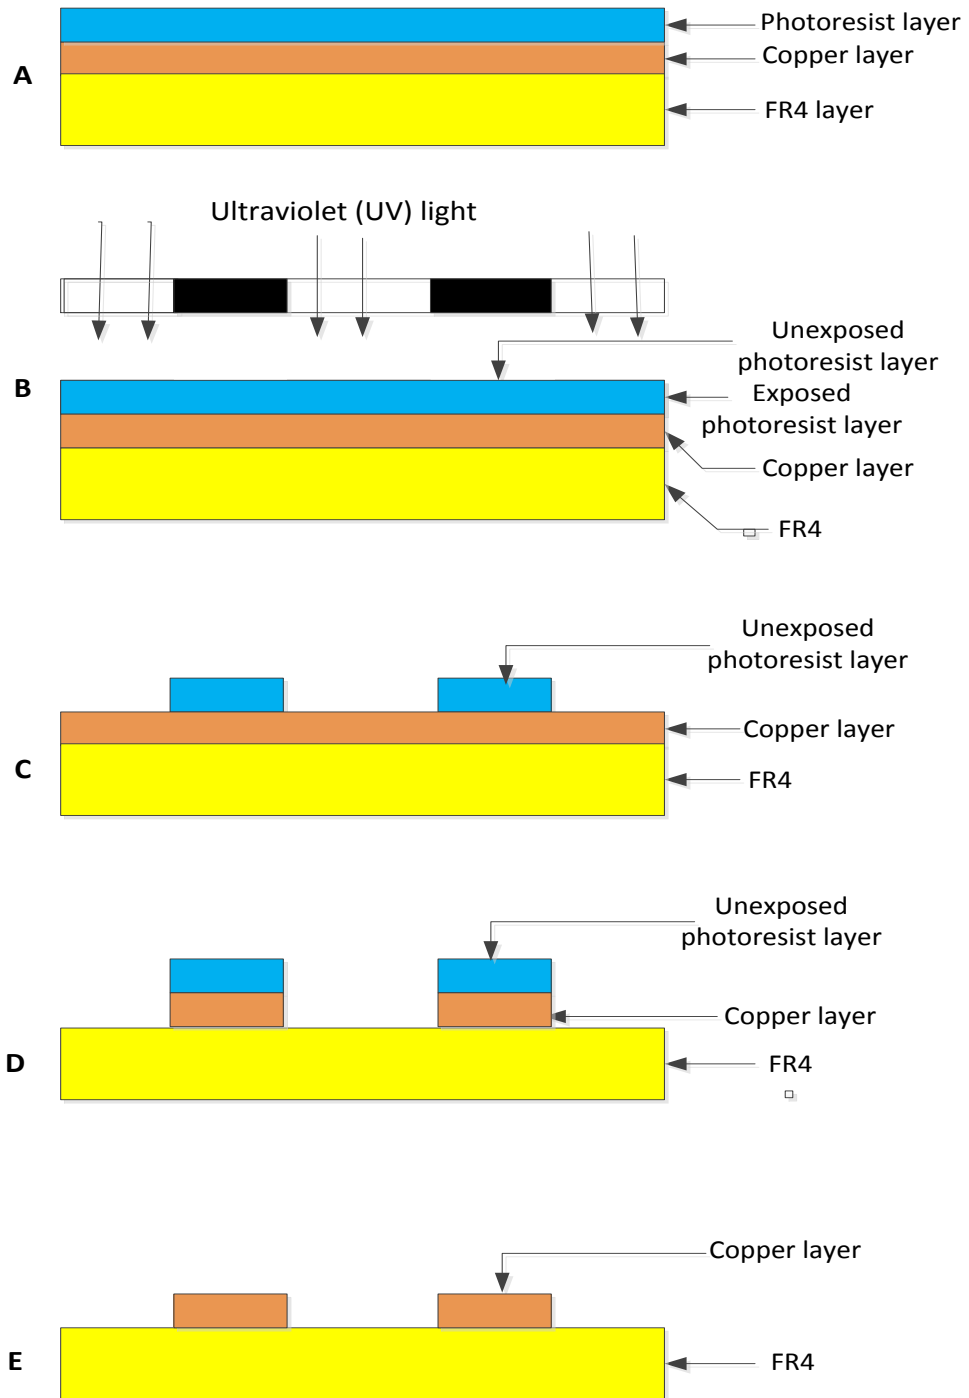 Photoresist layer
Copper layer
A
FR4 layer
Ultraviolet (UV) light
Unexposed
photoresist layer
B
Exposed
photoresist layer
Copper layer
FR4
Unexposed
photoresist layer
Copper layer
C
FR4
Unexposed
photoresist layer
Copper layer
D
FR4
Copper layer
E
FR4